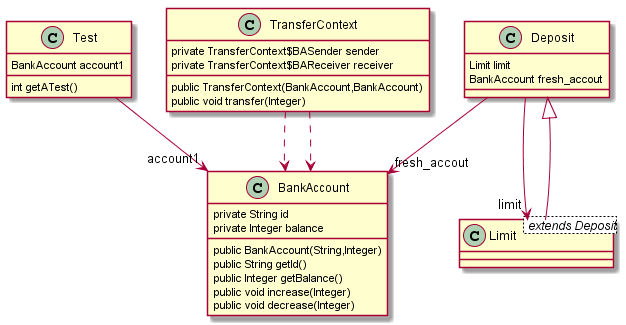 C Test
BankAccount account1
int getATest()
C TransferContext
private TransferContext$BASender sender
private TransferContext$BAReceiver receiver
public TransferContext(BankAccount,BankAccount)
public void transfer(Integer)
C Deposit
Limit limit
BankAccount fresh_accout
account1
fresh_accout
C BankAccount
private String id
private Integer balance
public BankAccount(String,Integer)
public String getId()
public Integer getBalance()
public void increase(Integer)
public void decrease(Integer)
limit
extends Deposit
C Limit